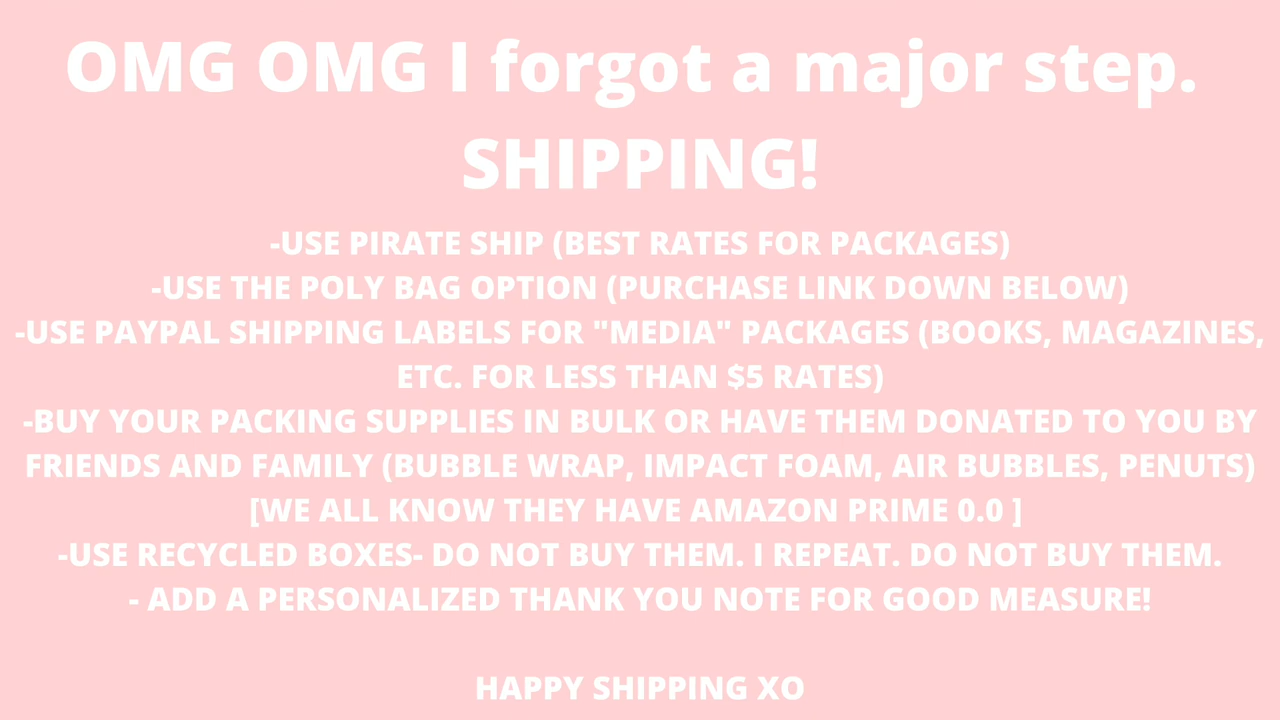 OMG OMG I forgot a major step.
SHIPPING!
-USE PIRATE SHIP (BEST RATES FOR PACKAGES)
-USE THE POLY BAG OPTION (PURCHASE LINK DOWN BELOW)
-USE PAYPAL SHIPPING LABELS FOR "MEDIA" PACKAGES (BOOKS, MAGAZINES,
ETC. FOR LESS THAN $5 RATES)
-BUY YOUR PACKING SUPPLIES IN BULK OR HAVE THEM DONATED TO YOU BY
FRIENDS AND FAMILY (BUBBLE WRAP, IMPACT FOAM, AIR BUBBLES, PENUTS)
[WE ALL KNOW THEY HAVE AMAZON PRIME 0.0 ]
-USE RECYCLED BOXES- DO NOT BUY THEM. I REPEAT. DO NOT BUY THEM.
- ADD A PERSONALIZED THANK YOU NOTE FOR GOOD MEASURE!
HAPPY SHIPPING XO